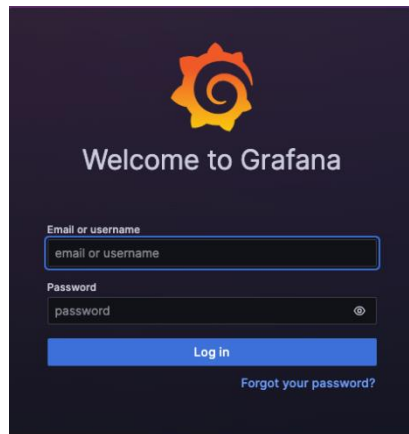 Welcome to Grafana
Email or username
email or username
Password
password
Log in
Forgot your password?